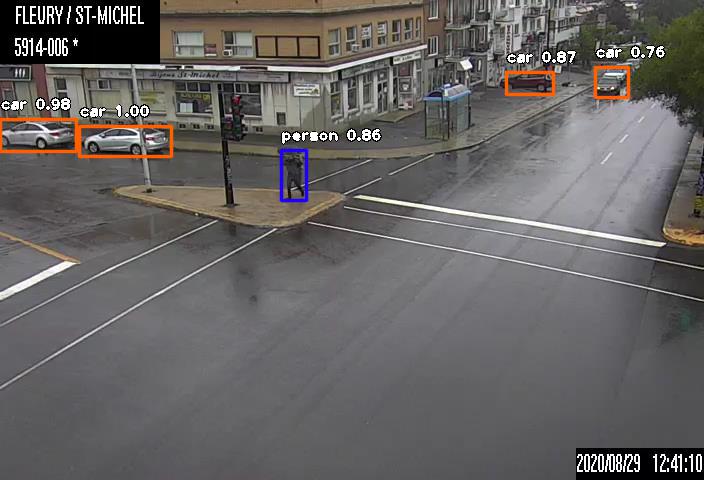 FLEURY / ST-MICHEL
5914-006 *
car 0.87
car 0.76
car 0.98
car 1.00
person 0.86
Bijoux St-Michel
2020/08/29 12:41:10